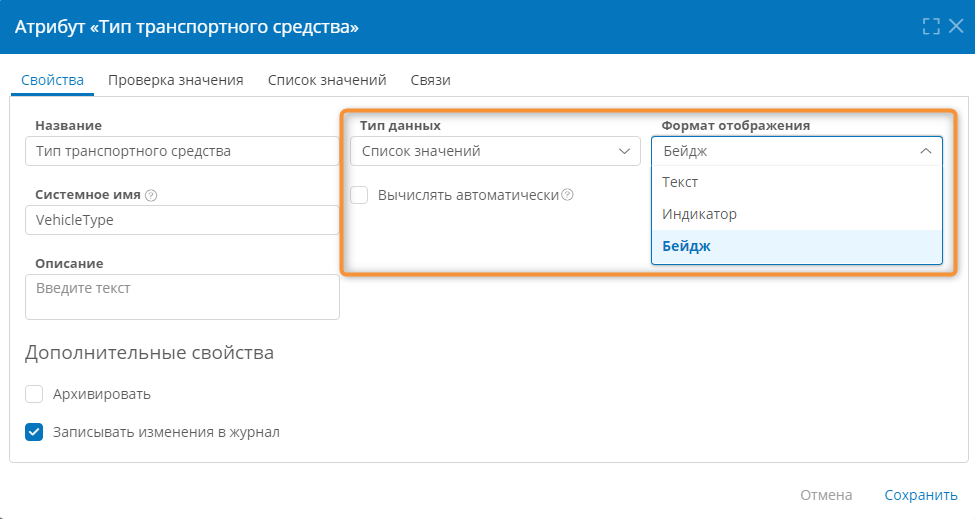 Атрибут «Тип транспортного средства»
Свойства Проверка значения Список значений Связи
Название
Тип транспортного средства
Системное имя
VehicleType
Описание
Введите текст
Тип данных
Список значений
Вычислять автоматически
Формат отображения
Бейдж
Текст
Индикатор
Бейдж
Дополнительные свойства
Архивировать
Записывать изменения в журнал
Отмена Сохранить